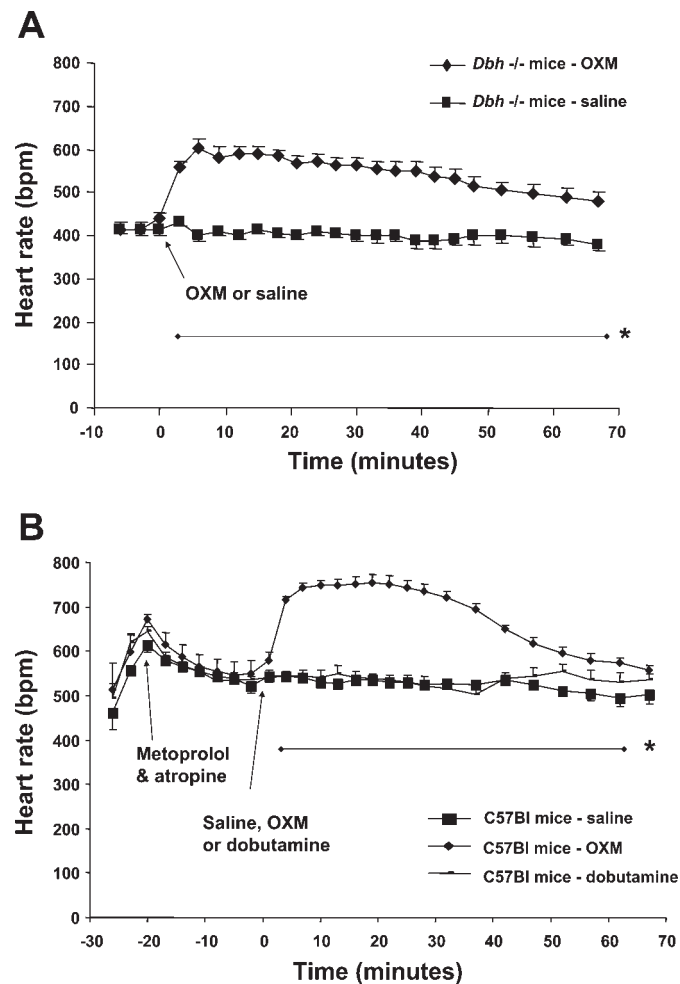 A
Dbh -/- mice - OXM
Dbh -/- mice - saline
800
700
600
500
400
300
200
100
0
Heart rate (bpm)
OXM or saline
*
-10
0
10
20
30
40
50
60
70
Time (minutes)
B
800
700
600
500
400
300
200
100
0
Heart rate (bpm)
Metoprolol
& atropine
Saline, OXM
or dobutamine
*
C57Bl mice - saline
C57Bl mice - OXM
C57Bl mice - dobutamine
-30
-20
-10
0
10
20
30
40
50
60
70
Time (minutes)